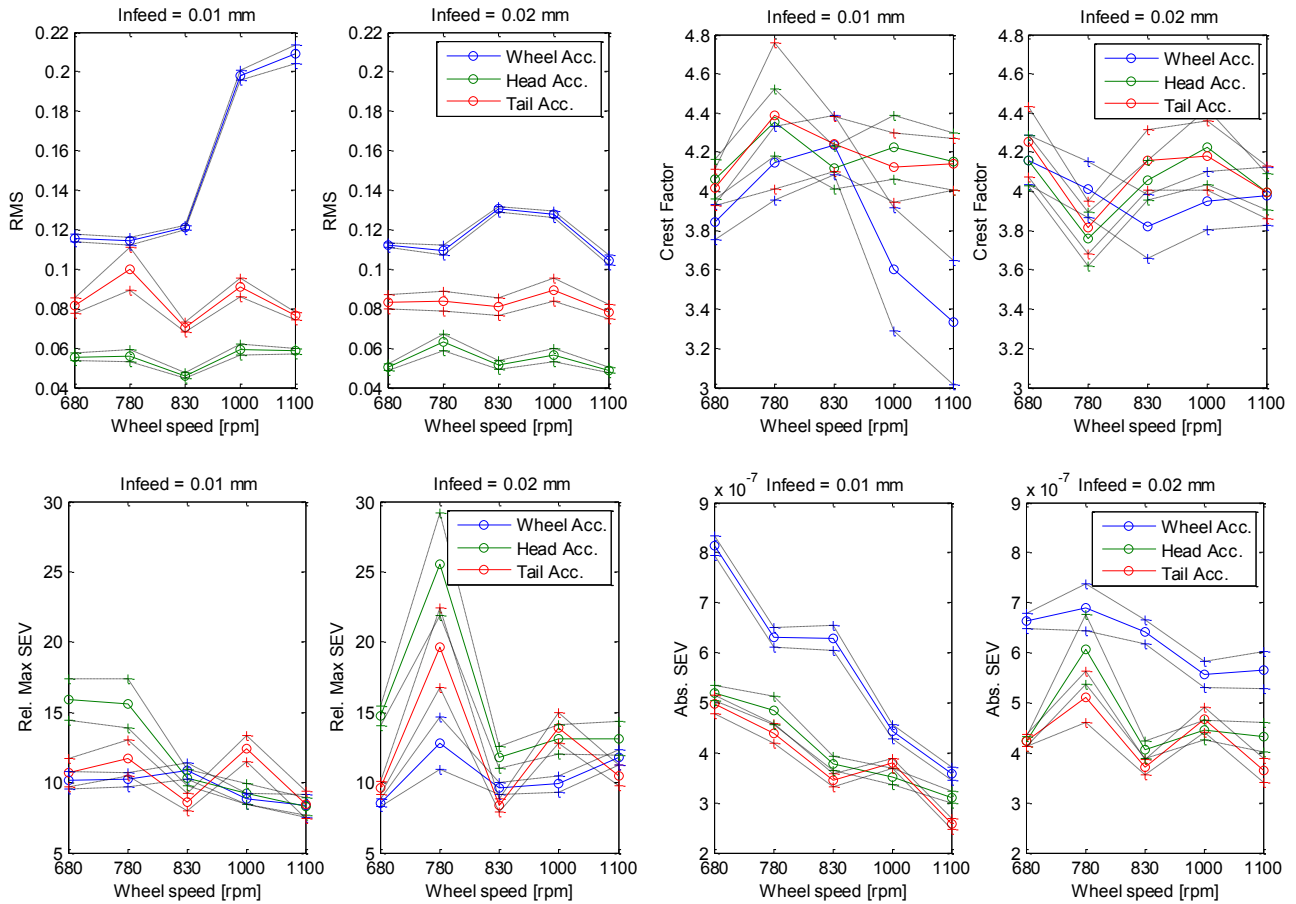 Infeed = 0.01 mm
0.22
0.2
0.18
0.16
0.14
0.12
0.1
0.08
0.06
0.04
RMS
680 780 830 1000 1100
Wheel speed [rpm]
Infeed = 0.02 mm
0.22
0.2
0.18
0.16
0.14
0.12
0.1
0.08
0.06
0.04
RMS
Wheel Acc.
Head Acc.
Tail Acc.
680 780 830 1000 1100
Wheel speed [rpm]
Infeed = 0.01 mm
4.8
4.6
4.4
4.2
4
3.8
3.6
3.4
3.2
3
Crest Factor
680 780 830 1000 1100
Wheel speed [rpm]
Infeed = 0.02 mm
4.8
4.6
4.4
4.2
4
3.8
3.6
3.4
3.2
3
Crest Factor
Wheel Acc.
Head Acc.
Tail Acc.
680 780 830 1000 1100
Wheel speed [rpm]
Infeed = 0.01 mm
30
25
20
15
10
5
Rel. Max SEV
680 780 830 1000 1100
Wheel speed [rpm]
Infeed = 0.02 mm
30
25
20
15
10
5
Rel. Max SEV
Wheel Acc.
Head Acc.
Tail Acc.
680 780 830 1000 1100
Wheel speed [rpm]
x 10^-7
Infeed = 0.01 mm
9
8
7
6
5
4
3
2
Abs. SEV
680 780 830 1000 1100
Wheel speed [rpm]
x 10^-7
Infeed = 0.02 mm
9
8
7
6
5
4
3
2
Abs. SEV
Wheel Acc.
Head Acc.
Tail Acc.
680 780 830 1000 1100
Wheel speed [rpm]